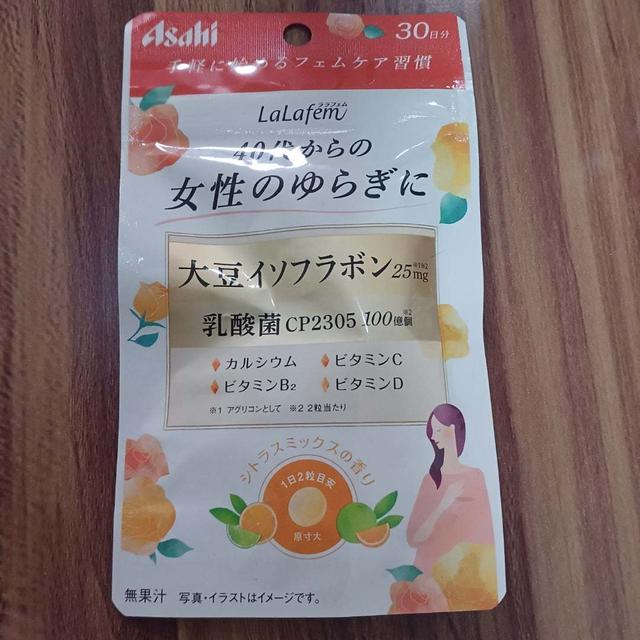 Asahi
30日分
手軽に始めるフェムケア習慣
ララフェム
LaLafem
40代からの
女性のゆらぎに
大豆イソフラボン25mg ※1※2
乳酸菌 CP2305 100億個 ※2
カルシウム ビタミンC
ビタミンB2 ビタミンD
※1 アグリコンとして ※2 2粒当たり
シトラスミックスの香り
1日2粒目安
原寸大
無果汁 写真・イラストはイメージです。